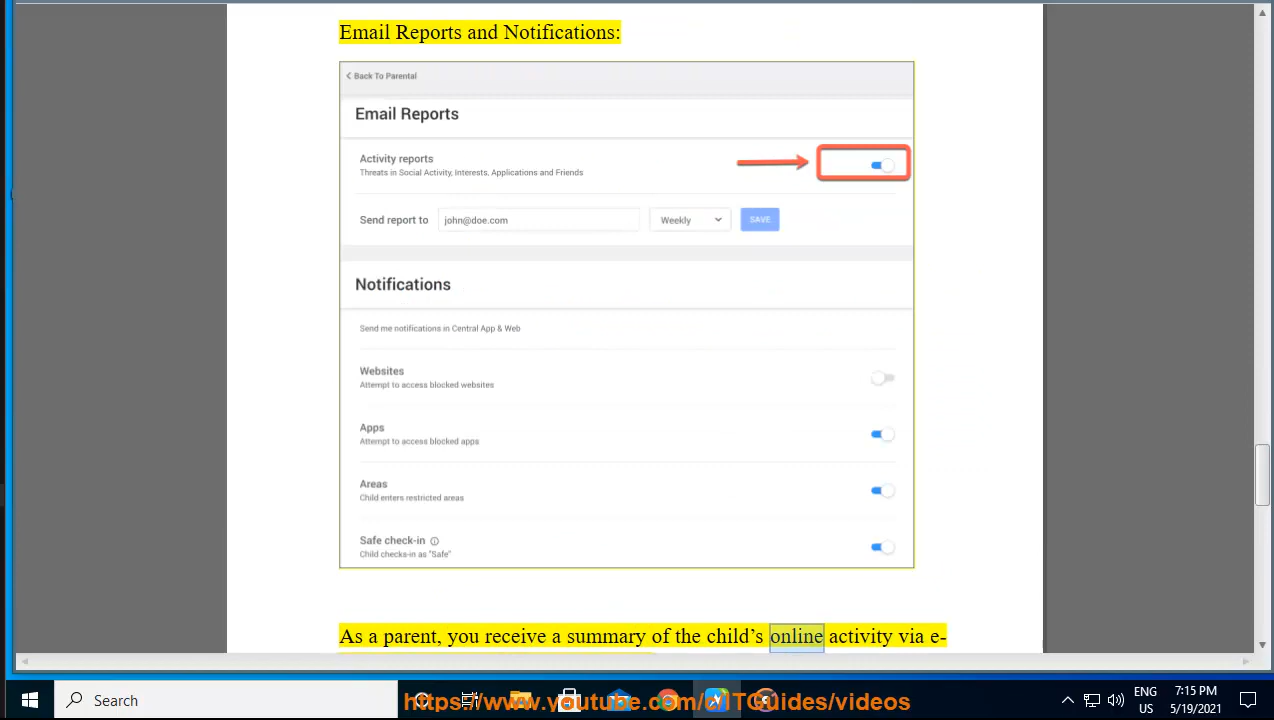 Email Reports and Notifications:
Back To Parental
Email Reports
Activity reports
Threats in Social Activity, Interests, Applications and Friends
Send report to john@doe.com Weekly SAVE
Notifications
Send me notifications in Central App & Web
Websites
Attempt to access blocked websites
Apps
Attempt to access blocked apps
Areas
Child enters restricted areas
Safe check-in
Child checks-in as "Safe"
As a parent, you receive a summary of the child's online activity via e-
Search
https://www.youtube.com/c/ITGuides/videos
ENG
US
7:15 PM
5/19/2021